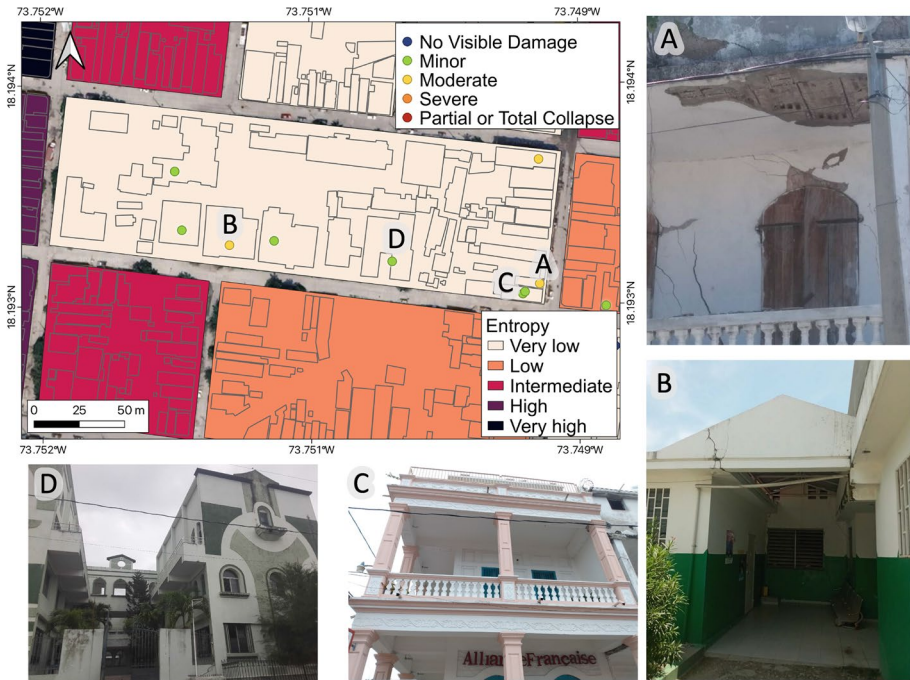 73.752°W
73.751°W
73.749°W
18.194°N
18.194°N
No Visible Damage
Minor
Moderate
Severe
Partial or Total Collapse
A
B
D
A
C
18.193°N
18.193°N
Entropy
Very low
Low
Intermediate
High
Very high
0 25 50 m
73.752°W
73.751°W
73.749°W
B
D
C
Alliance Française